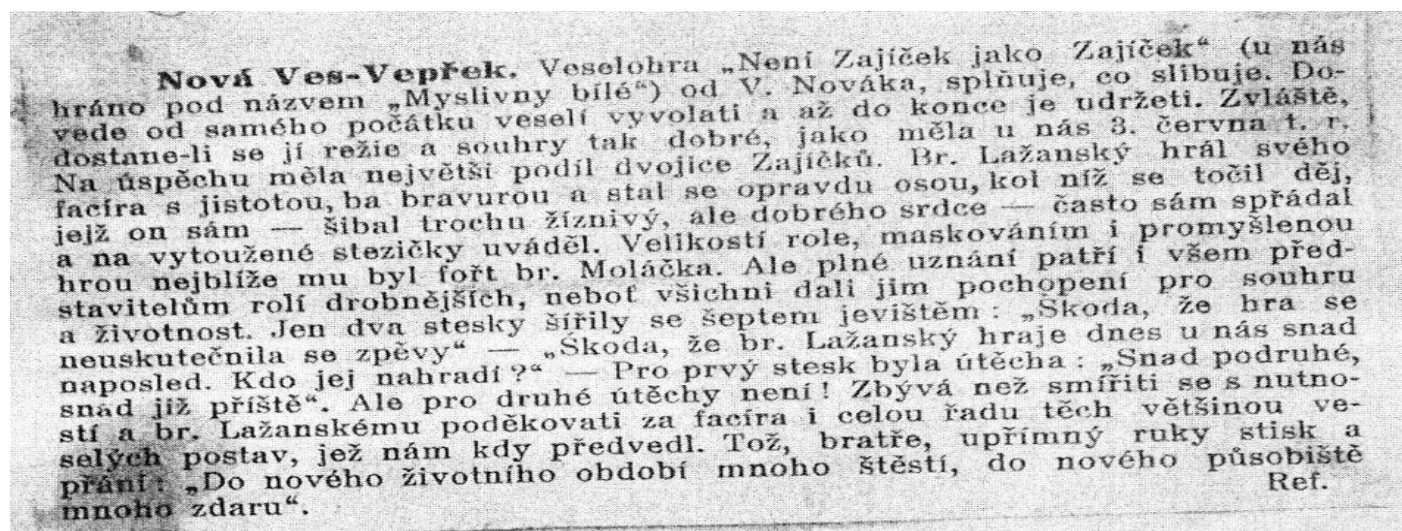 Nová Ves-Vepřek. Veselohra „Není Zajíček jako Zajíček“ (u nás
hráno pod názvem „Myslivny bílé“) od V. Nováka, splňuje, co slibuje. Do-
vede od samého počátku veselí vyvolati a až do konce je udržeti. Zvláště,
dostane-li se jí režie a souhry tak dobré, jako měla u nás 3. června t. r.
Na úspěchu měla největši podíl dvojice Zajíčků. Br. Lažanský hrál svého
facíra s jistotou, ba bravurou a stal se opravdu osou, kol níž se točil děj,
jejž on sám — šibal trochu žíznivý, ale dobrého srdce — často sám spřádal
a na vytoužené stezičky uváděl. Velikostí role, maskováním i promyšlenou
hrou nejblíže mu byl fořt br. Moláčka. Ale plné uznání patří i všem před-
stavitelům rolí drobnějších, neboť všichni dali jim pochopení pro souhru
a životnost. Jen dva stesky šířily se šeptem jevištěm : „Škoda, že hra se
neuskutečnila se zpěvy“ — „Škoda, že br. Lažanský hraje dnes u nás snad
naposled. Kdo jej nahradí ?“ — Pro prvý stesk byla útěcha : „Snad podruhé,
snad již příště“. Ale pro druhé útěchy není ! Zbývá než smířiti se s nutno-
stí a br. Lažanskému poděkovati za facíra i celou řadu těch většinou ve-
selých postav, jež nám kdy předvedl. Tož, bratře, upřímný ruky stisk a
přání : „Do nového životního období mnoho štěstí, do nového působiště
mnoho zdaru“. Ref.